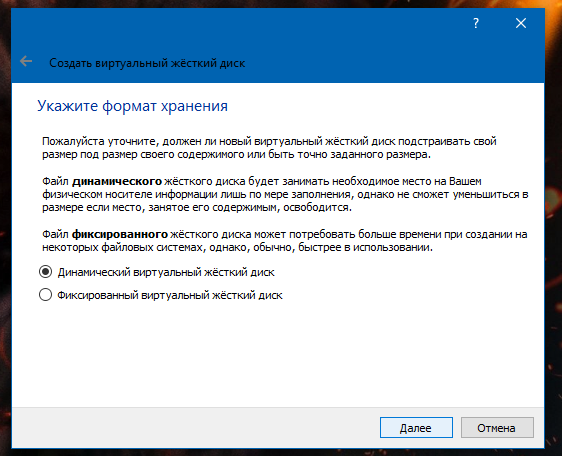 ?
Создать виртуальный жёсткий диск
Укажите формат хранения
Пожалуйста уточните, должен ли новый виртуальный жёсткий диск подстраивать свой
размер под размер своего содержимого или быть точно заданного размера.
Файл динамического жёсткого диска будет занимать необходимое место на Вашем
физическом носителе информации лишь по мере заполнения, однако не сможет уменьшиться в
размере если место, занятое его содержимым, освободится.
Файл фиксированного жёсткого диска может потребовать больше времени при создании на
некоторых файловых системах, однако, обычно, быстрее в использовании.
Динамический виртуальный жёсткий диск
Фиксированный виртуальный жёсткий диск
Далее
Отмена